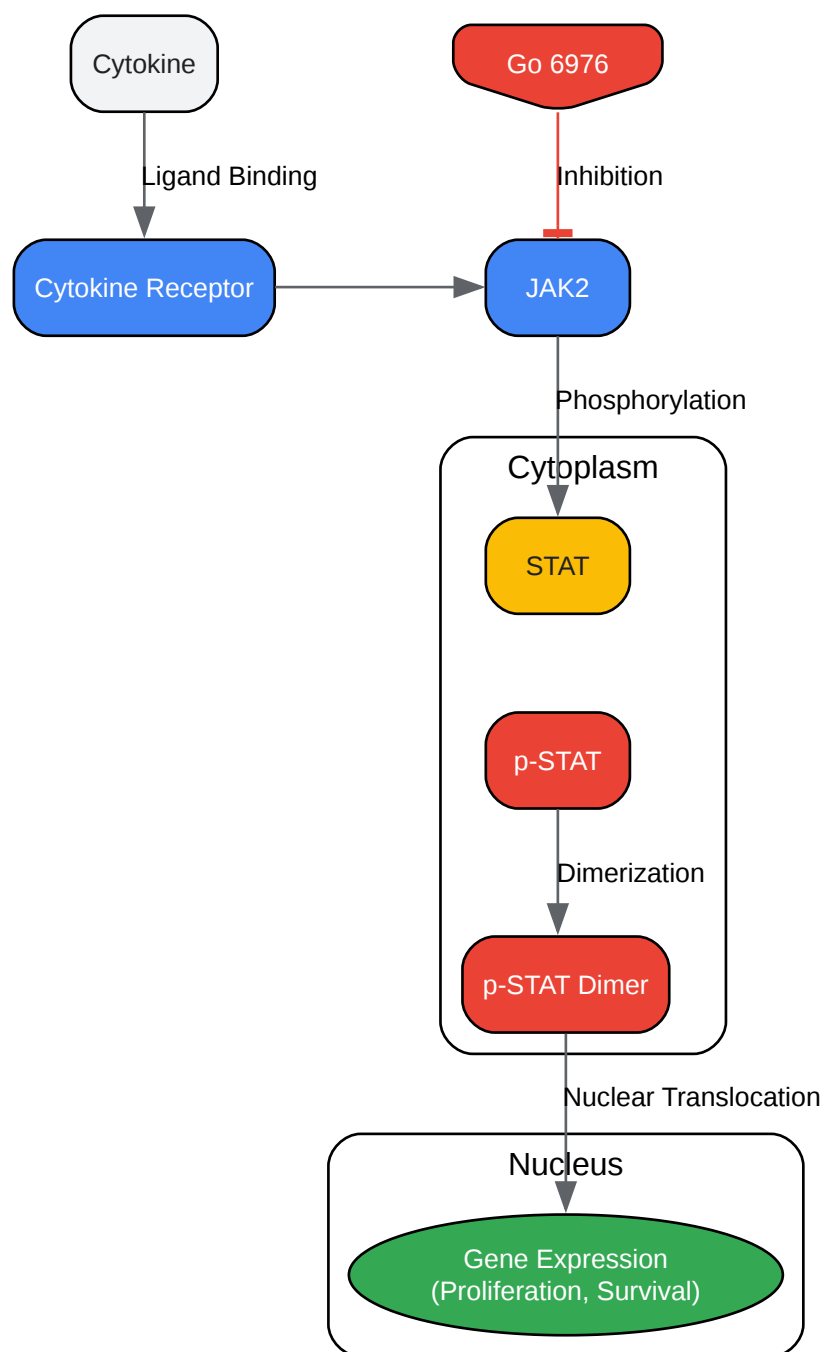 Cytokine
Go 6976
Ligand Binding
Inhibition
Cytokine Receptor
JAK2
Phosphorylation
Cytoplasm
STAT
p-STAT
Dimerization
p-STAT Dimer
Nuclear Translocation
Nucleus
Gene Expression
(Proliferation, Survival)